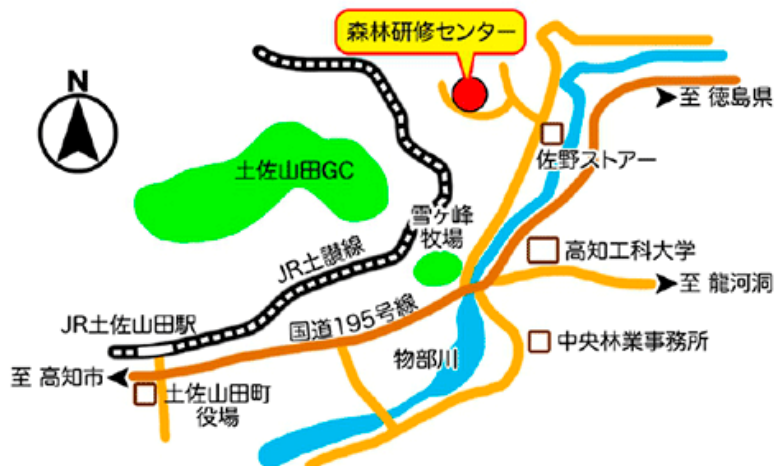 森林研修センター
N
至 徳島県
佐野ストアー
土佐山田GC
雪ヶ峰
牧場
高知工科大学
JR土讃線
至 龍河洞
JR土佐山田駅
国道195号線
中央林業事務所
物部川
至 高知市
土佐山田町
役場